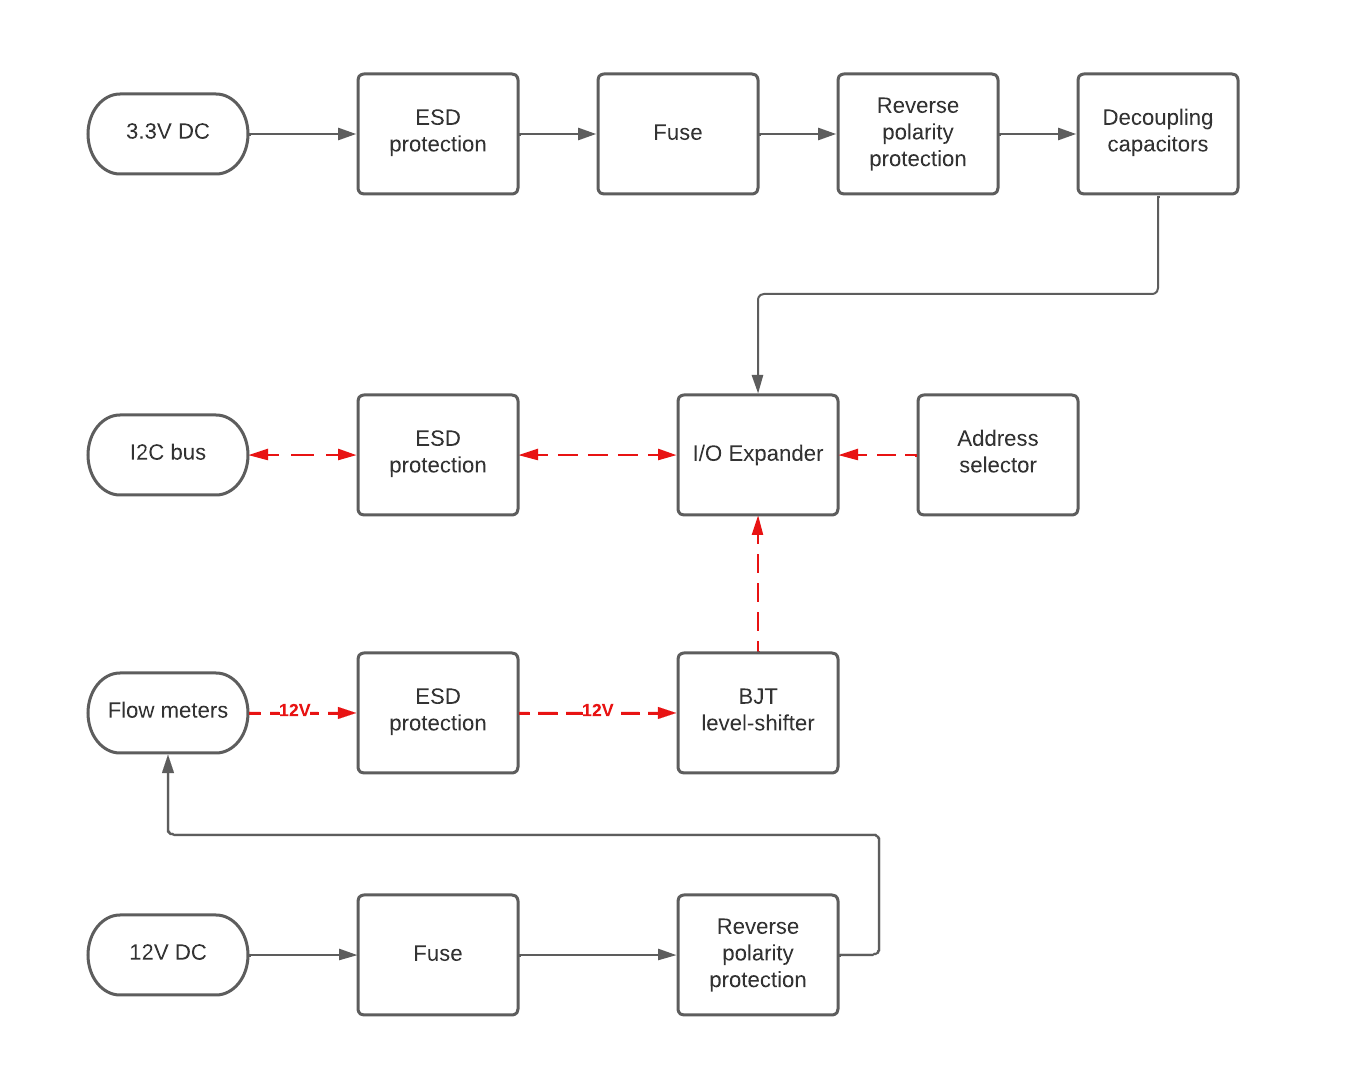 3.3V DC
ESD
protection
Fuse
Reverse
polarity
protection
Decoupling
capacitors
I2C bus
ESD
protection
I/O Expander
Address
selector
Flow meters
12V
ESD
protection
12V
BJT
level-shifter
12V DC
Fuse
Reverse
polarity
protection